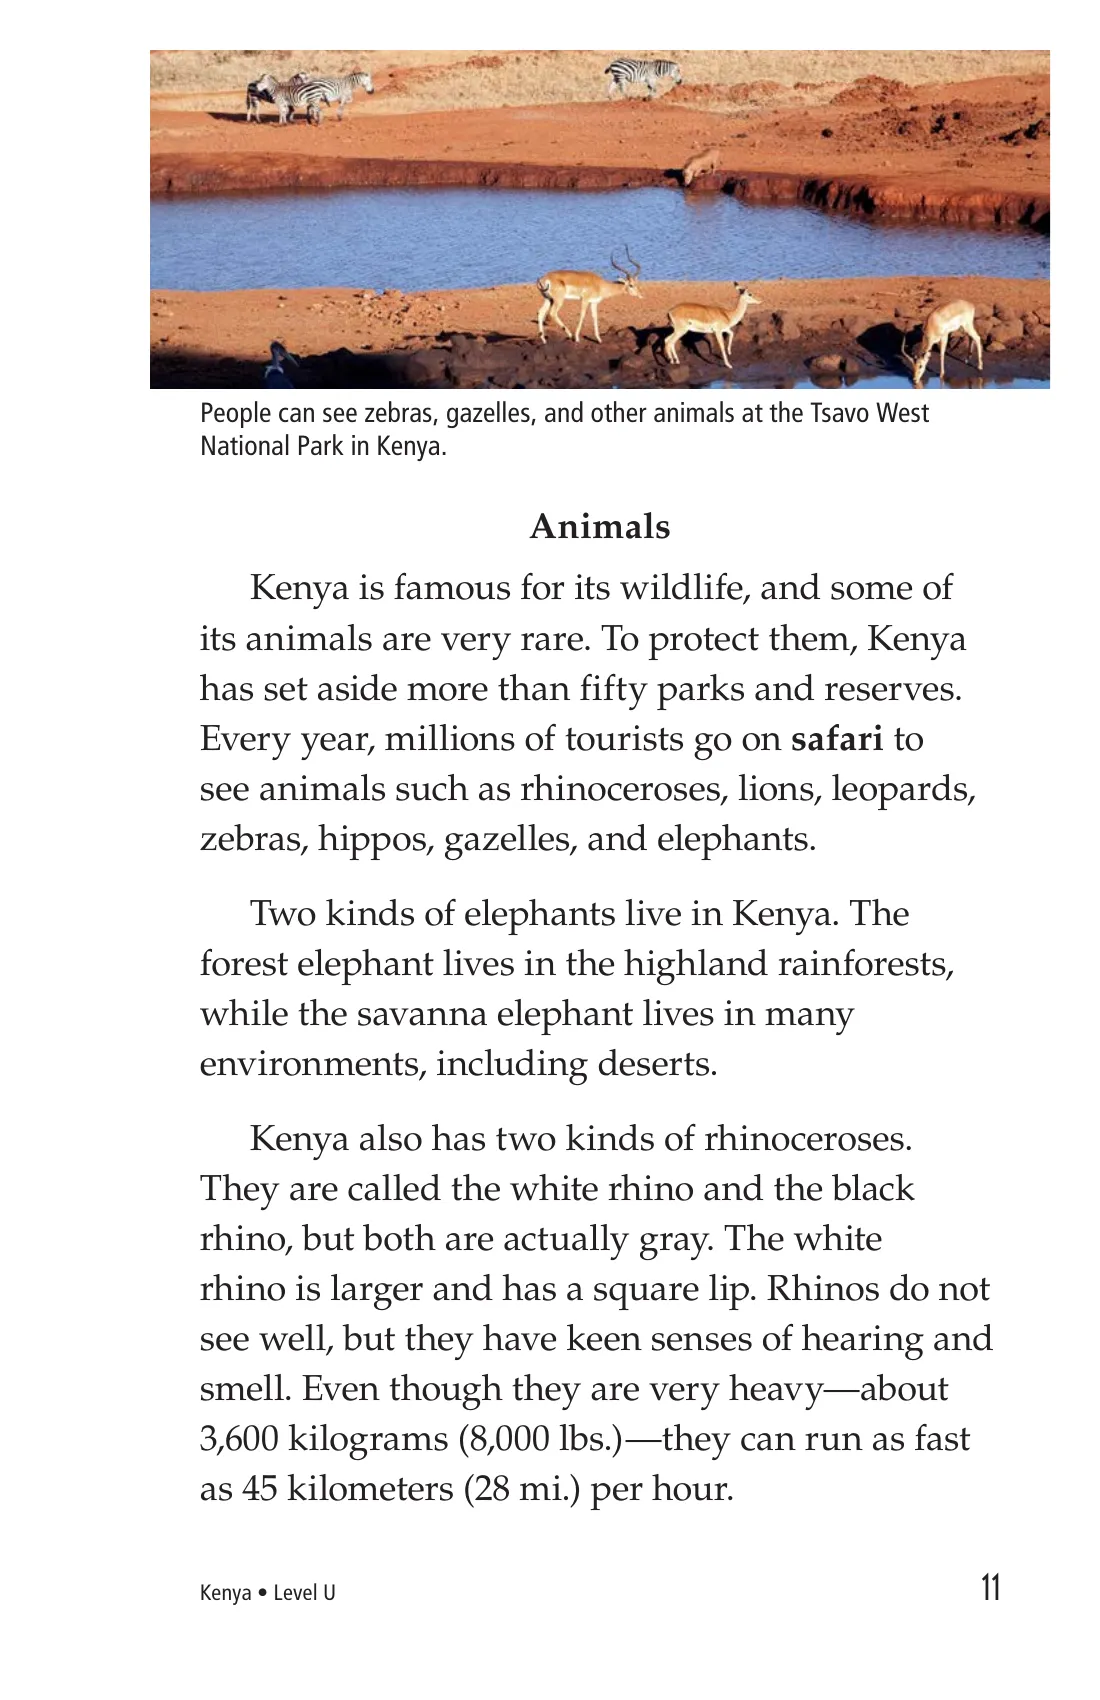 People can see zebras, gazelles, and other animals at the Tsavo West
National Park in Kenya.
Animals
Kenya is famous for its wildlife, and some of
its animals are very rare. To protect them, Kenya
has set aside more than fifty parks and reserves.
Every year, millions of tourists go on safari to
see animals such as rhinoceroses, lions, leopards,
zebras, hippos, gazelles, and elephants.
Two kinds of elephants live in Kenya. The
forest elephant lives in the highland rainforests,
while the savanna elephant lives in many
environments, including deserts.
Kenya also has two kinds of rhinoceroses.
They are called the white rhino and the black
rhino, but both are actually gray. The white
rhino is larger and has a square lip. Rhinos do not
see well, but they have keen senses of hearing and
smell. Even though they are very heavy—about
3,600 kilograms (8,000 lbs.)—they can run as fast
as 45 kilometers (28 mi.) per hour.
Kenya • Level U
11